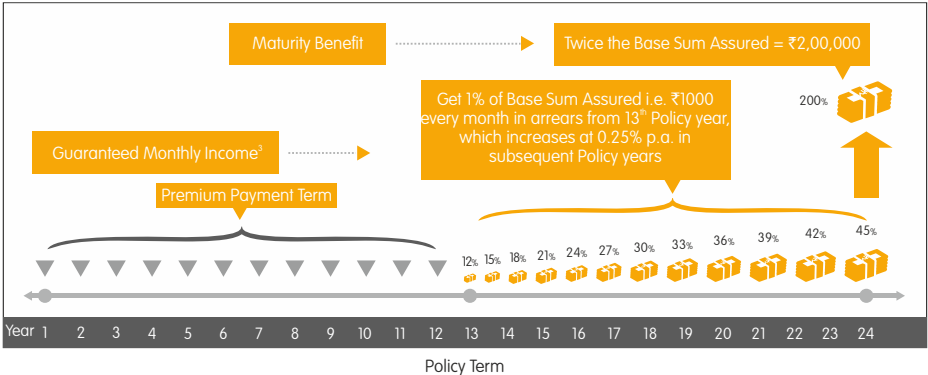 Maturity Benefit
Twice the Base Sum Assured = ₹2,00,000
200%
Get 1% of Base Sum Assured i.e. ₹1000
every month in arrears from 13th Policy year,
which increases at 0.25% p.a. in
subsequent Policy years
Guaranteed Monthly Income3
Premium Payment Term
12% 15% 18% 21% 24% 27% 30% 33% 36% 39% 42% 45%
Year 1 2 3 4 5 6 7 8 9 10 11 12 13 14 15 16 17 18 19 20 21 22 23 24
Policy Term